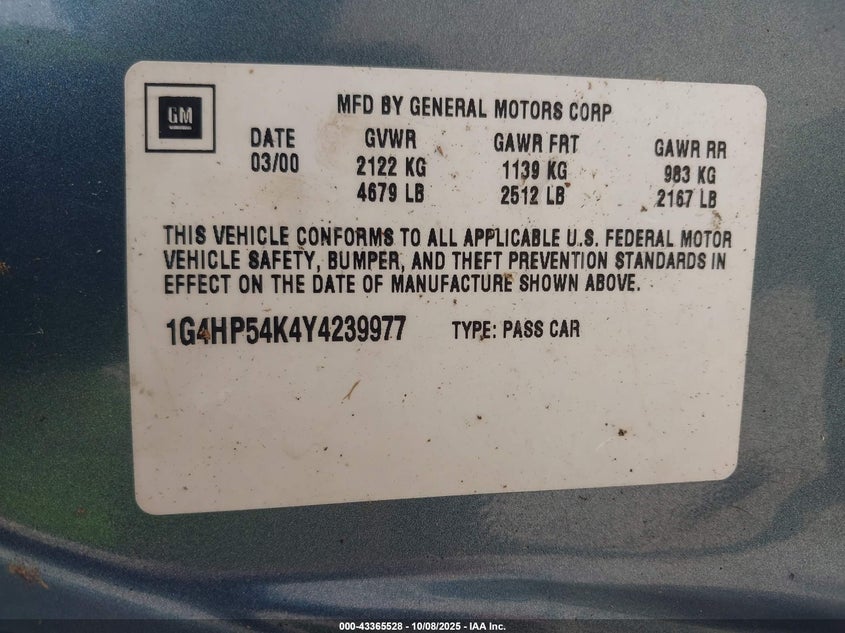 GM
MFD BY GENERAL MOTORS CORP
DATE GVWR GAWR FRT GAWR RR
03/00 2122 KG 1139 KG 983 KG
4679 LB 2512 LB 2167 LB
THIS VEHICLE CONFORMS TO ALL APPLICABLE U.S. FEDERAL MOTOR
VEHICLE SAFETY, BUMPER, AND THEFT PREVENTION STANDARDS IN
EFFECT ON THE DATE OF MANUFACTURE SHOWN ABOVE.
1G4HP54K4Y4239977 TYPE: PASS CAR
000-43365528 - 10/08/2025 - IAA Inc.